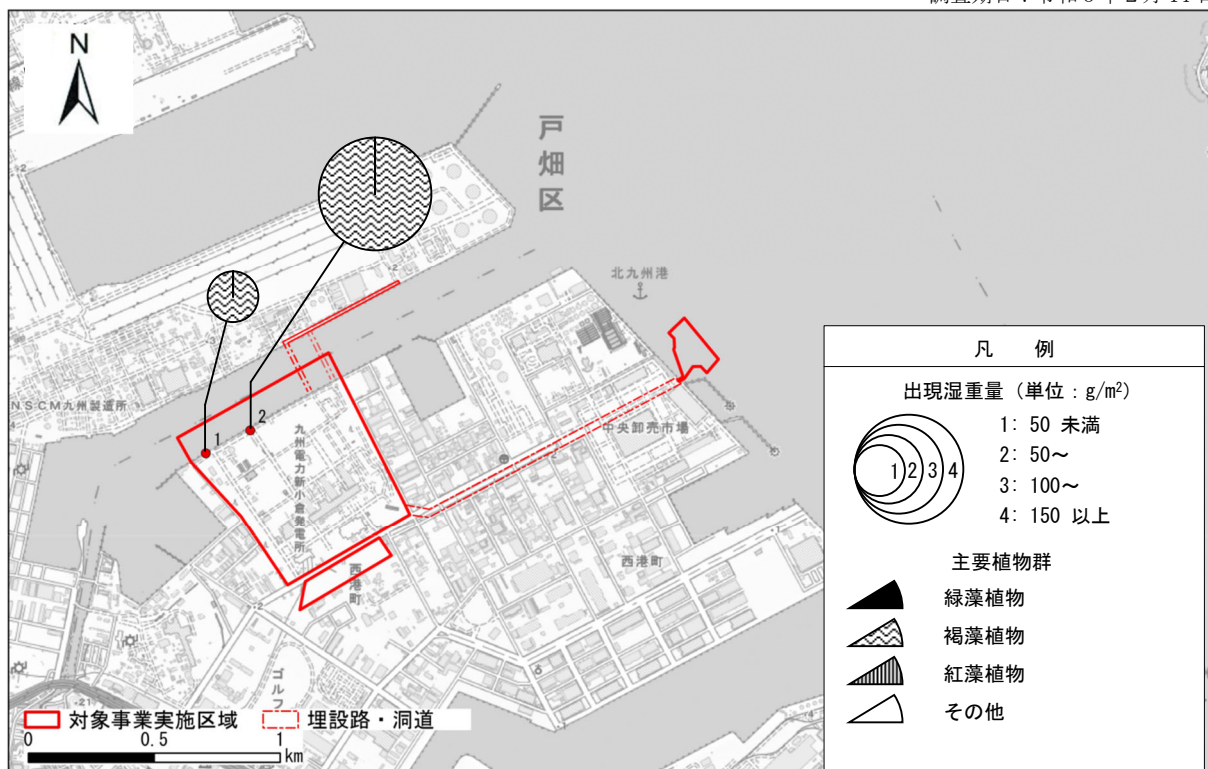 N
戸畑区
北九州港
NSCM九州製造所
1
2
九州電力新小倉発電所
中央卸売市場
西港町
西港町
ゴルフ
凡 例
出現湿重量 (単位：g/m²)
1 2 3 4
1: 50 未満
2: 50～
3: 100～
4: 150 以上
主要植物群
緑藻植物
褐藻植物
紅藻植物
その他
対象事業実施区域
埋設路・洞道
0 0.5 1
km